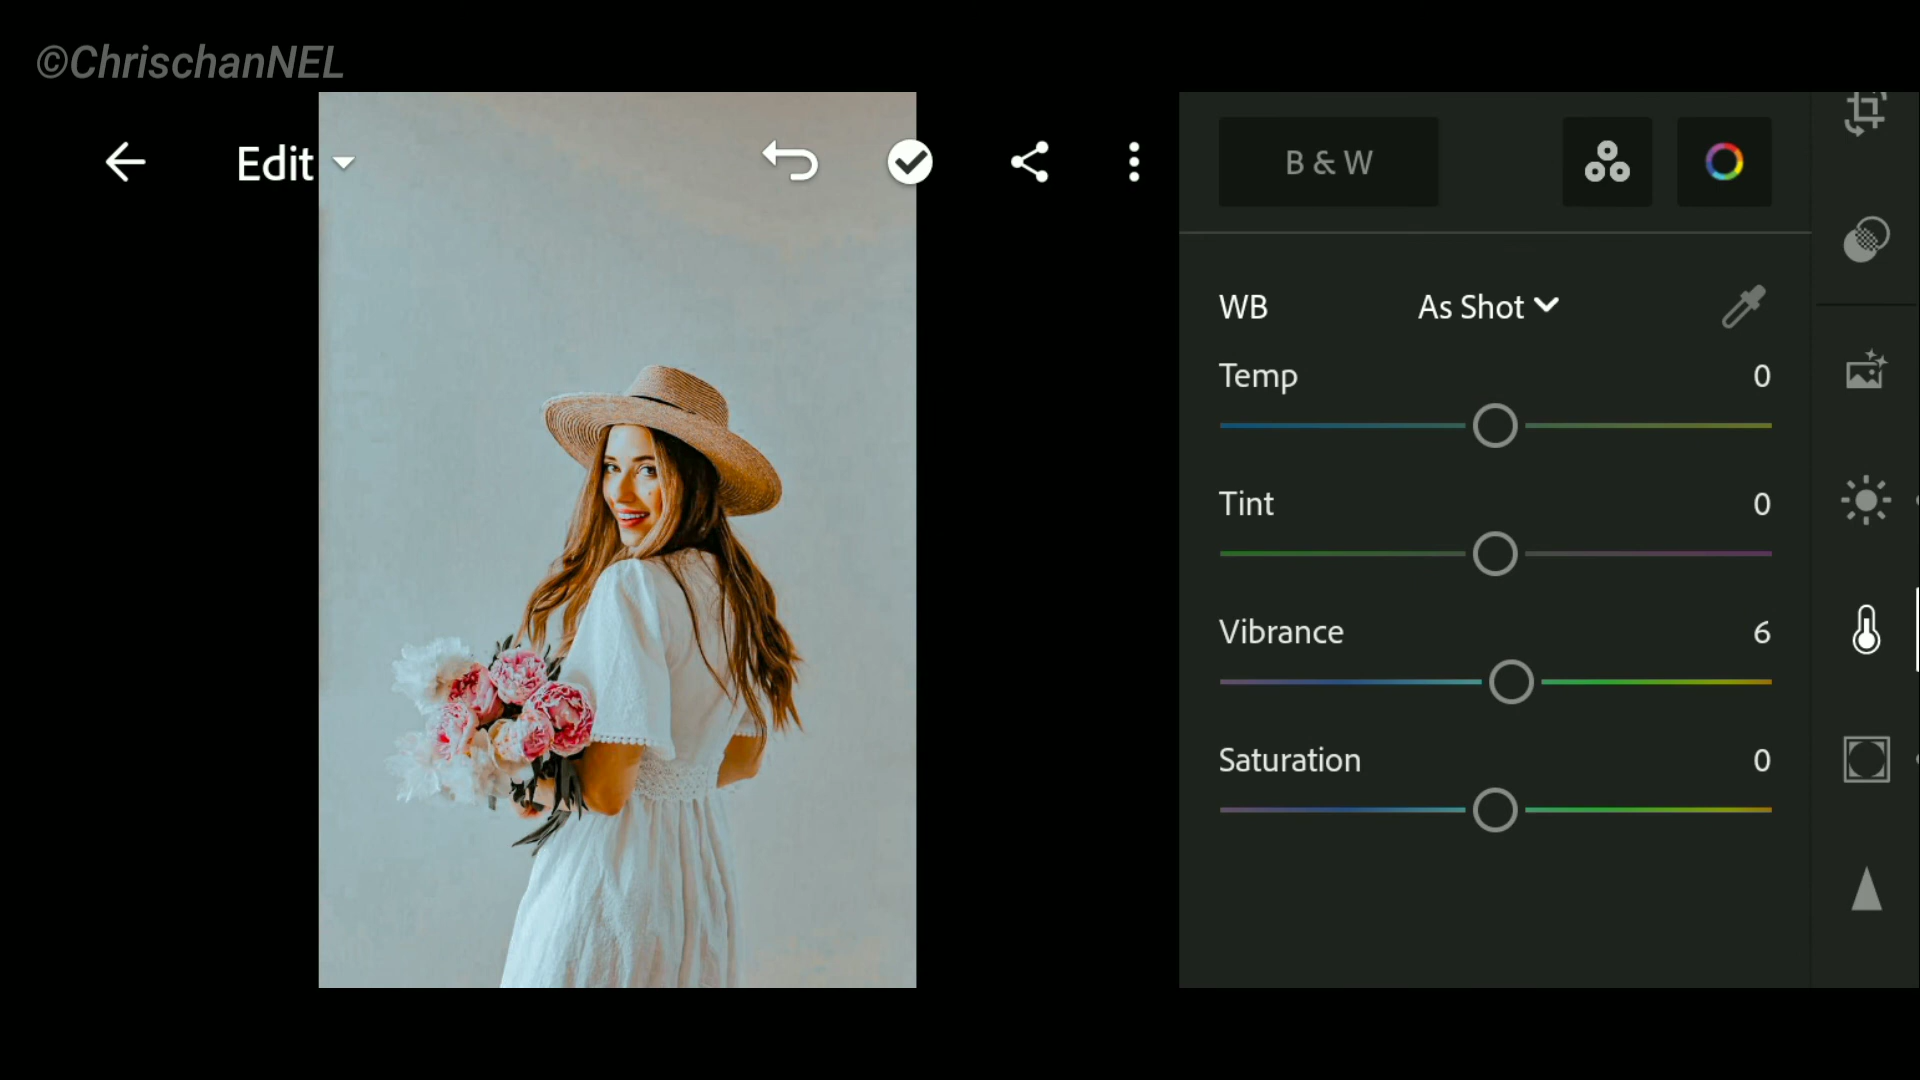 ©ChrischanNEL
Edit
B & W
WB As Shot
Temp 0
Tint 0
Vibrance 6
Saturation 0